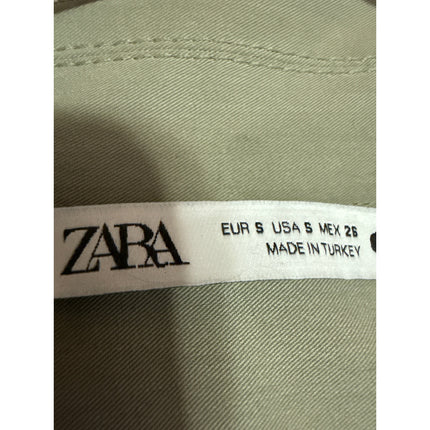 ZARA
EUR S USA S MEX 26
MADE IN TURKEY